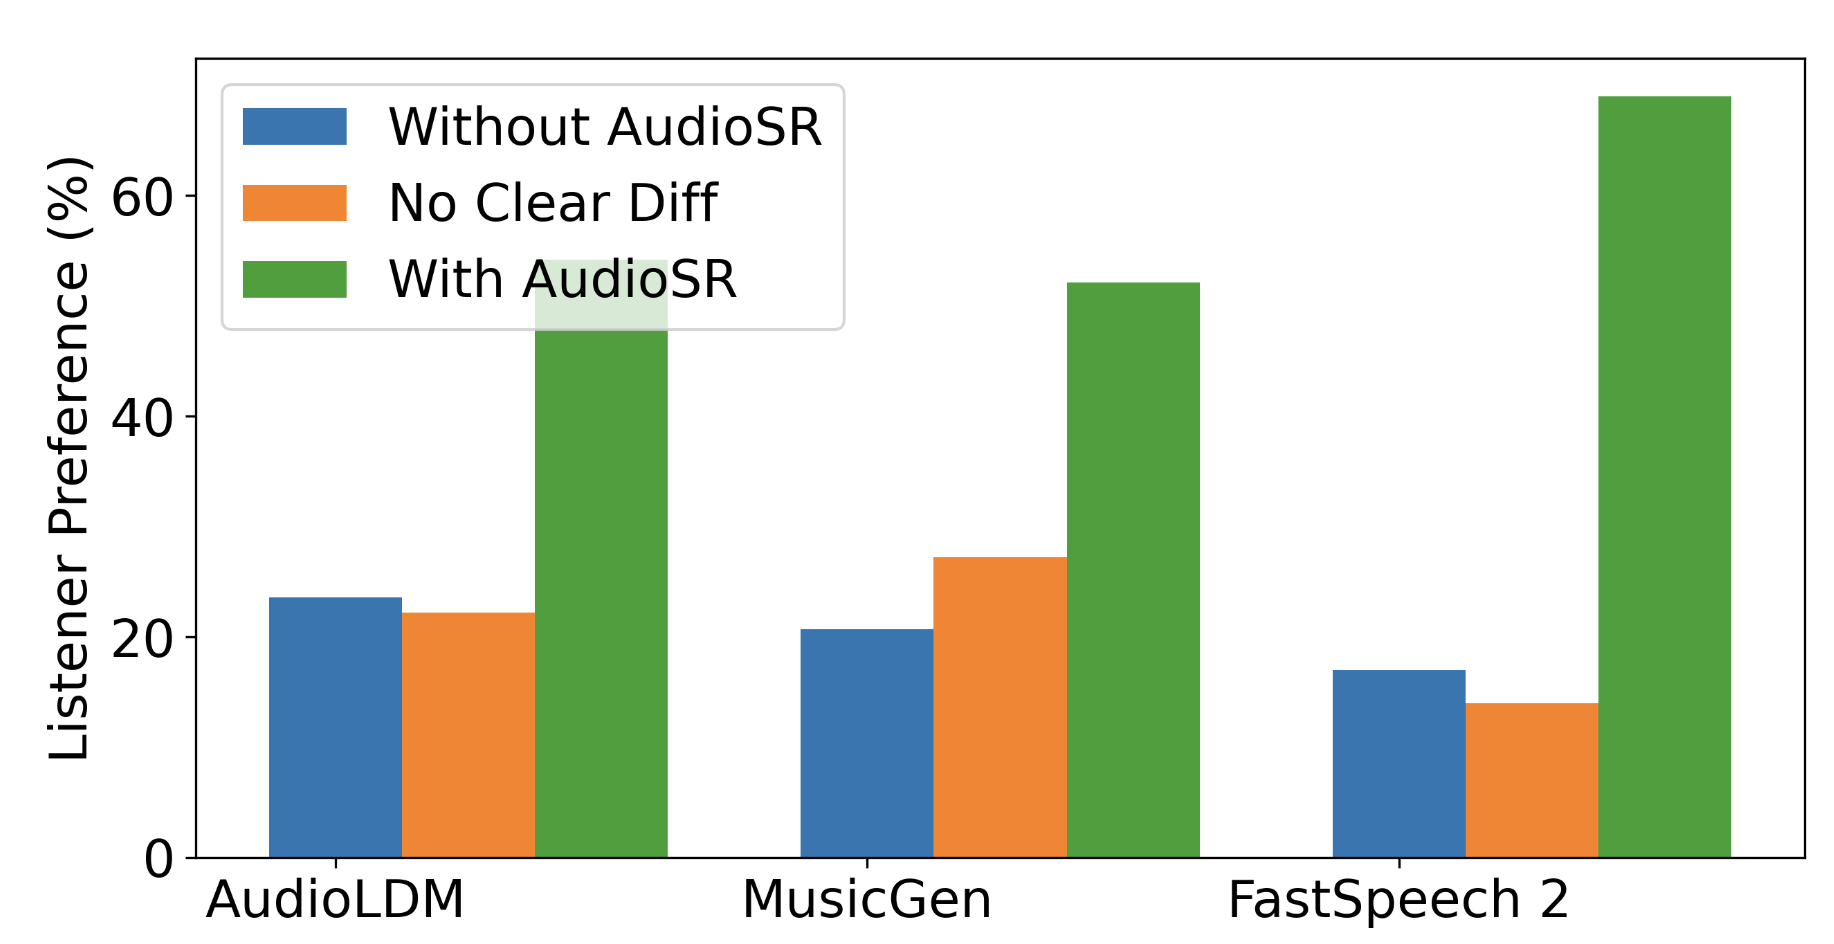 Listener Preference (%)
60
40
20
0
Without AudioSR
No Clear Diff
With AudioSR
AudioLDM
MusicGen
FastSpeech 2